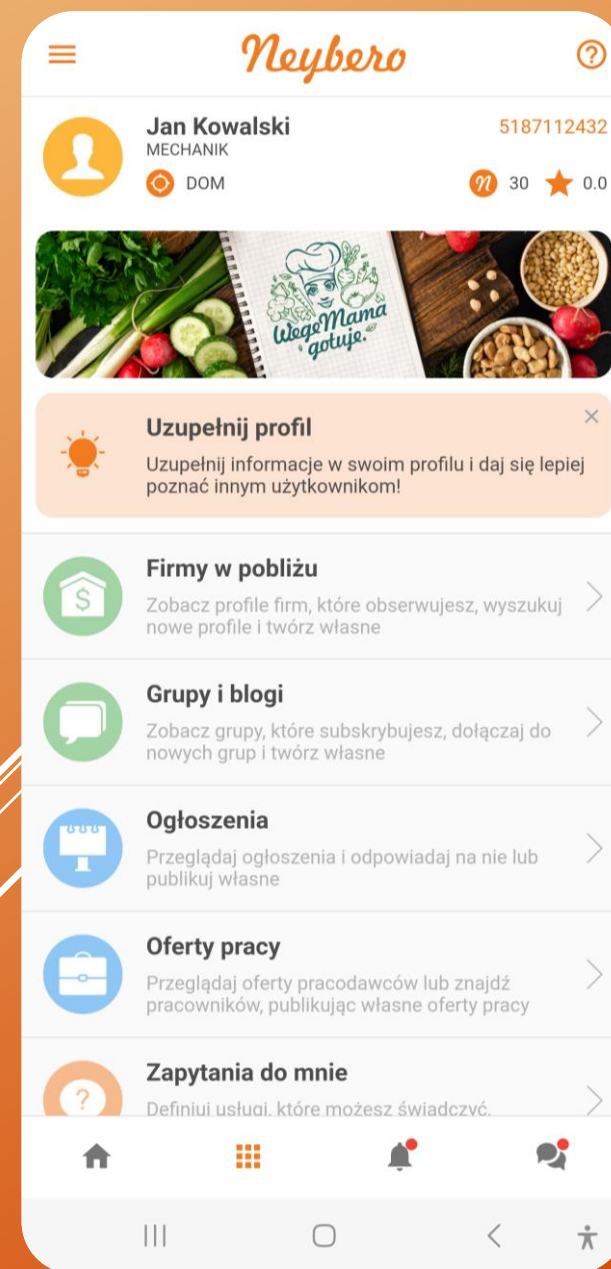 Neybero
Jan Kowalski
5187112432
MECHANIK
DOM
30
0.0
WegeMama
gotuje.
Uzupełnij profil
Uzupełnij informacje w swoim profilu i daj się lepiej
poznać innym użytkownikom!
Firmy w pobliżu
Zobacz profile firm, które obserwujesz, wyszukuj
nowe profile i twórz własne
Grupy i blogi
Zobacz grupy, które subskrybujesz, dołączaj do
nowych grup i twórz własne
Ogłoszenia
Przeglądaj ogłoszenia i odpowiadaj na nie lub
publikuj własne
Oferty pracy
Przeglądaj oferty pracodawców lub znajdź
pracowników, publikując własne oferty pracy
Zapytania do mnie
Definiuj usługi, które możesz świadczyć,